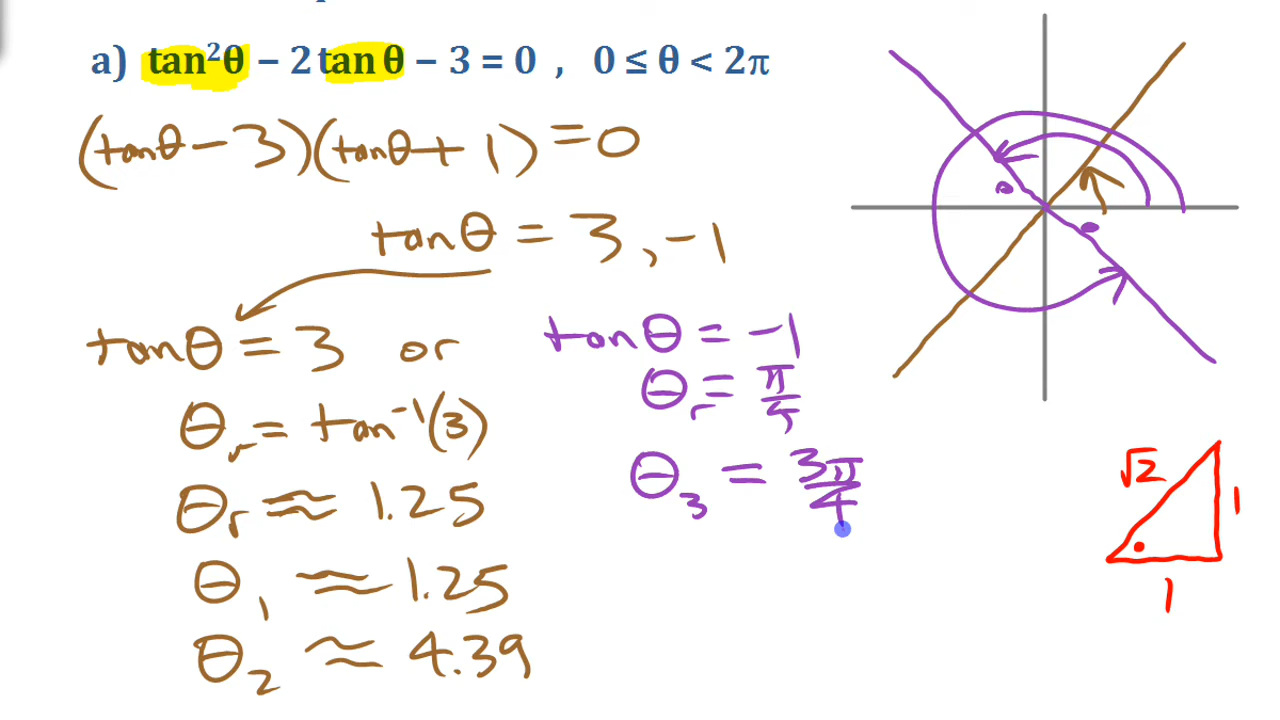 a) tan²θ − 2 tan θ − 3 = 0 , 0 ≤ θ < 2π
(tanθ − 3)(tanθ + 1) = 0
tanθ = 3, −1
tanθ = 3 or
θr = tan⁻¹(3)
θr ≈ 1.25
θ1 ≈ 1.25
θ2 ≈ 4.39
tanθ = −1
θr = π/4
θ3 = 3π/4
√2
1
1